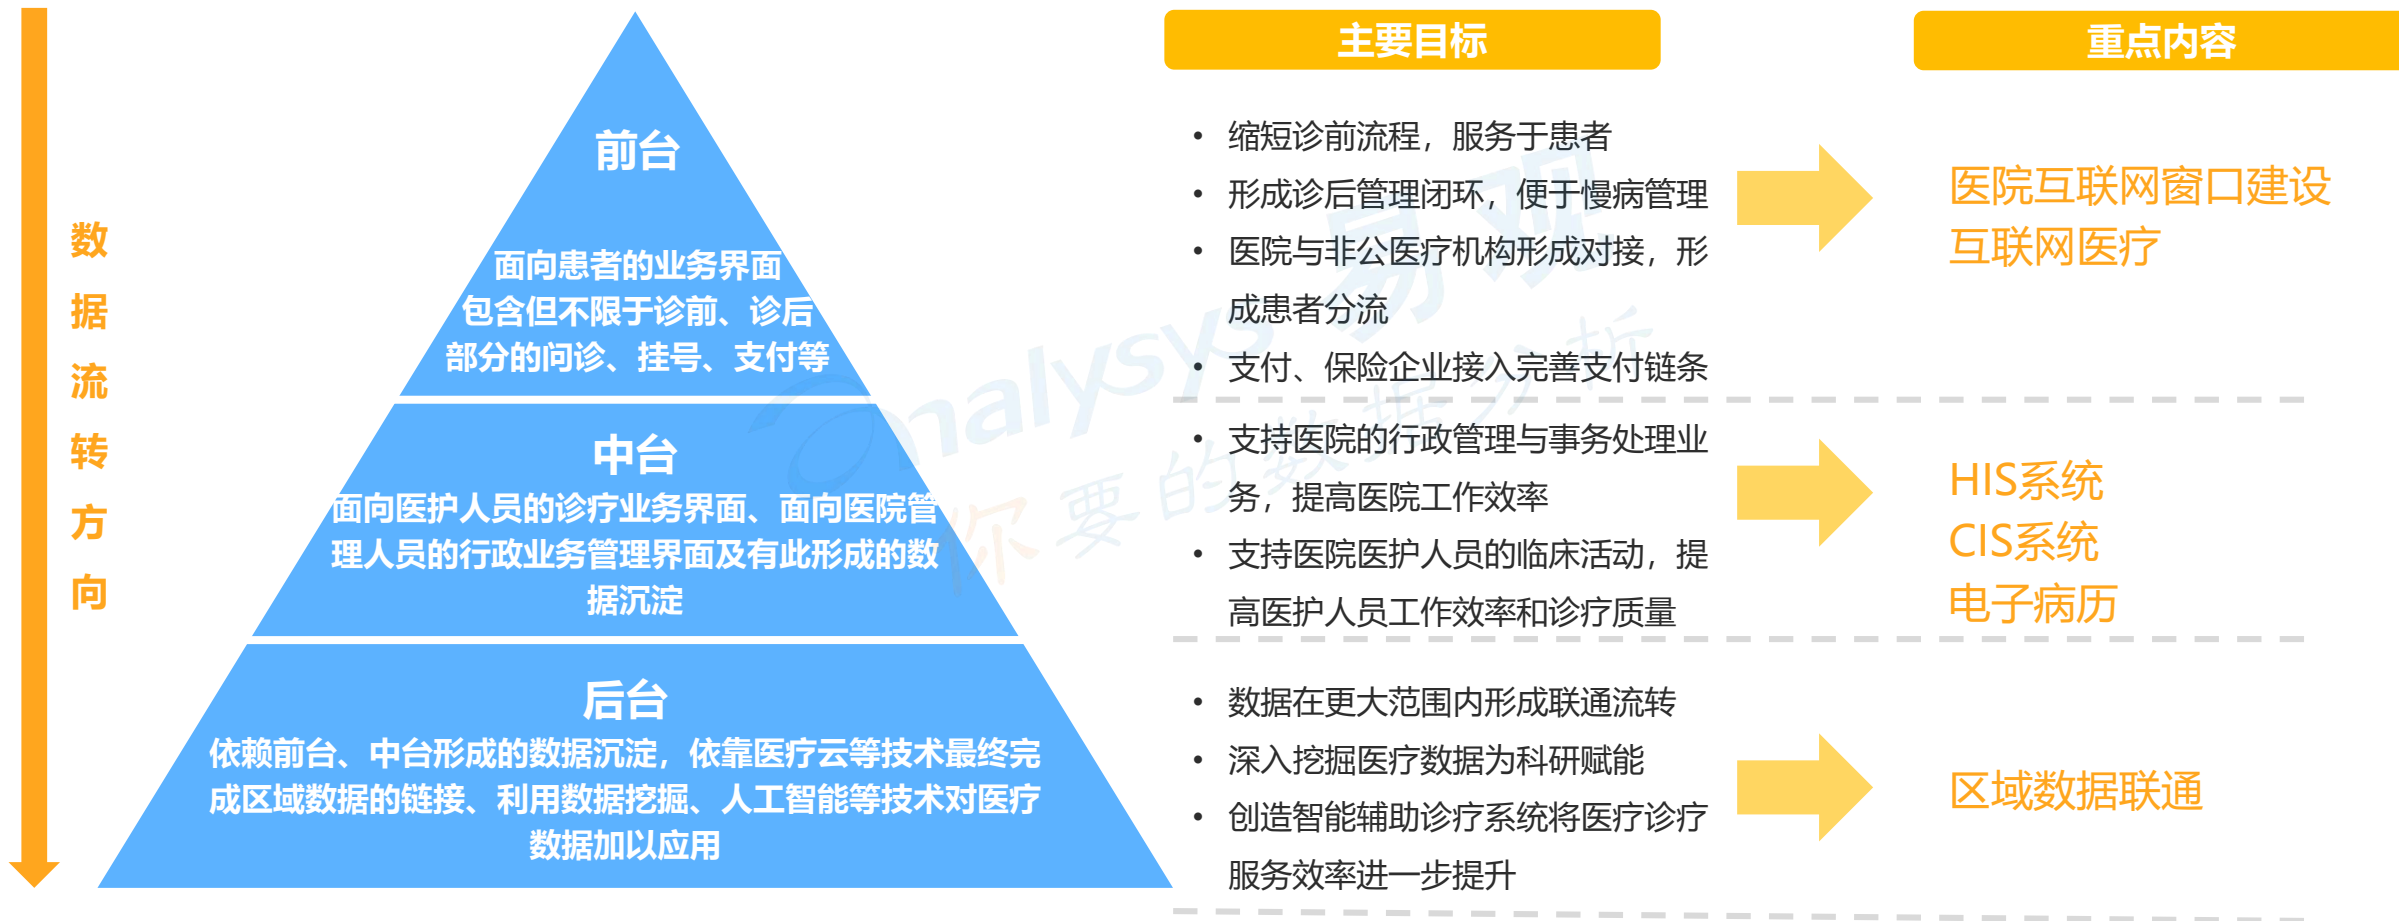 数据流转方向
前台
面向患者的业务界面
包含但不限于诊前、诊后
部分的问诊、挂号、支付等
中台
面向医护人员的诊疗业务界面、面向医院管
理人员的行政业务管理界面及有此形成的数
据沉淀
后台
依赖前台、中台形成的数据沉淀，依靠医疗云等技术最终完
成区域数据的链接、利用数据挖掘、人工智能等技术对医疗
数据加以应用
主要目标
• 缩短诊前流程，服务于患者
• 形成诊后管理闭环，便于慢病管理
• 医院与非公医疗机构形成对接，形
成患者分流
• 支付、保险企业接入完善支付链条
• 支持医院的行政管理与事务处理业
务，提高医院工作效率
• 支持医院医护人员的临床活动，提
高医护人员工作效率和诊疗质量
• 数据在更大范围内形成联通流转
• 深入挖掘医疗数据为科研赋能
• 创造智能辅助诊疗系统将医疗诊疗
服务效率进一步提升
重点内容
医院互联网窗口建设
互联网医疗
HIS系统
CIS系统
电子病历
区域数据联通
analysys 易观
你要的数据分析